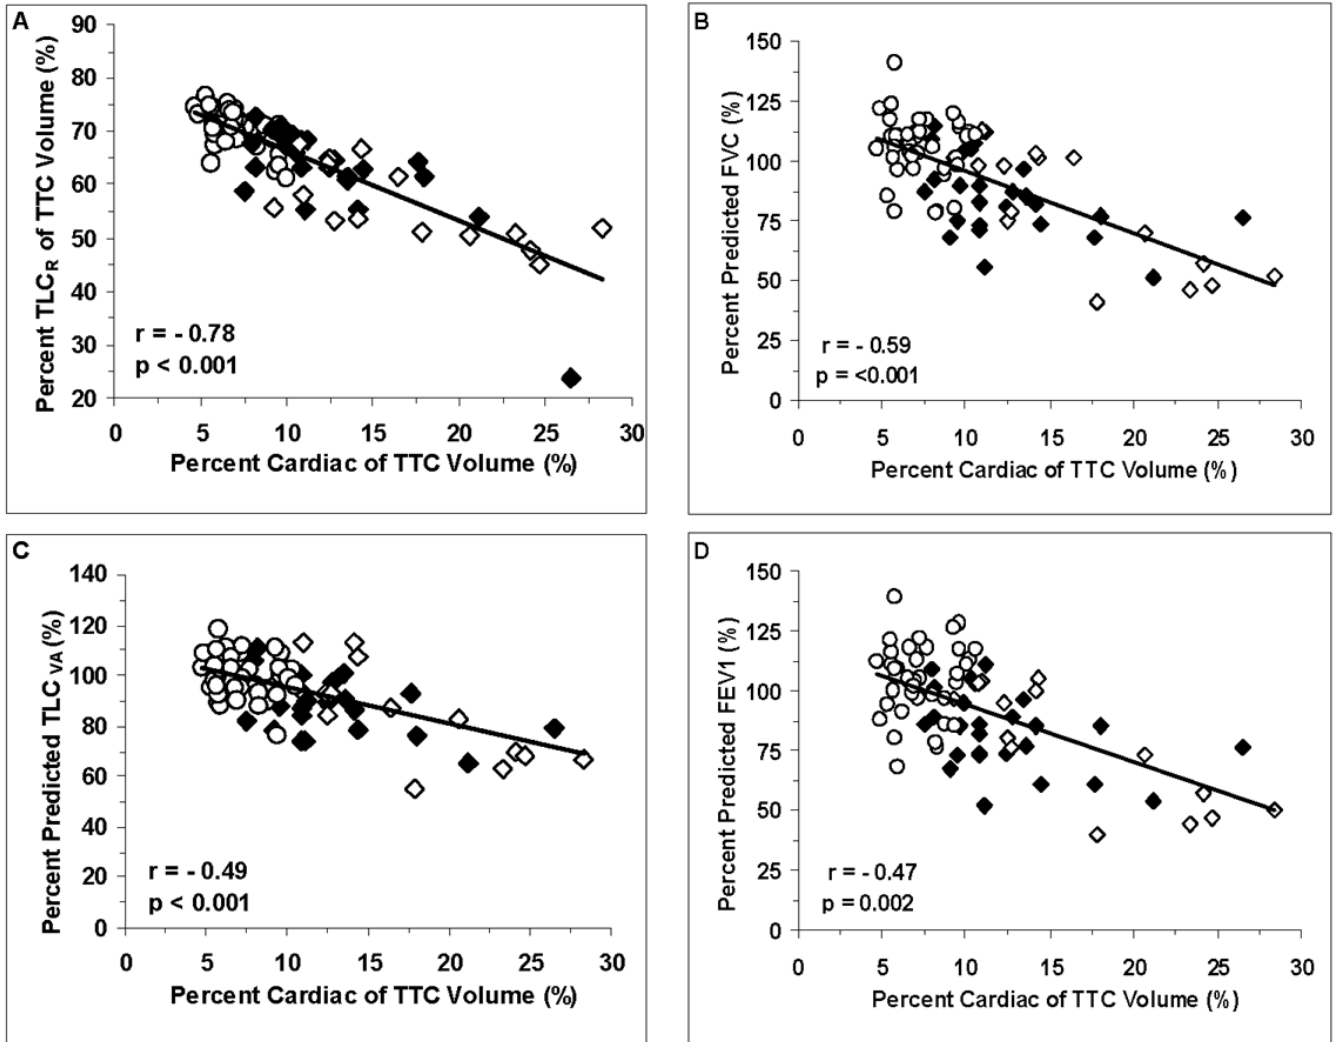 A
90
80
70
60
50
40
30
20
0 5 10 15 20 25 30
Percent TLCR of TTC Volume (%)
r = - 0.78
p < 0.001
Percent Cardiac of TTC Volume (%)
B
150
125
100
75
50
25
0
0 5 10 15 20 25 30
Percent Predicted FVC (%)
r = - 0.59
p = <0.001
Percent Cardiac of TTC Volume (%)
C
140
120
100
80
60
40
20
0
0 5 10 15 20 25 30
Percent Predicted TLC VA (%)
r = - 0.49
p < 0.001
Percent Cardiac of TTC Volume (%)
D
150
125
100
75
50
25
0
0 5 10 15 20 25 30
Percent Predicted FEV1 (%)
r = - 0.47
p = 0.002
Percent Cardiac of TTC Volume (%)